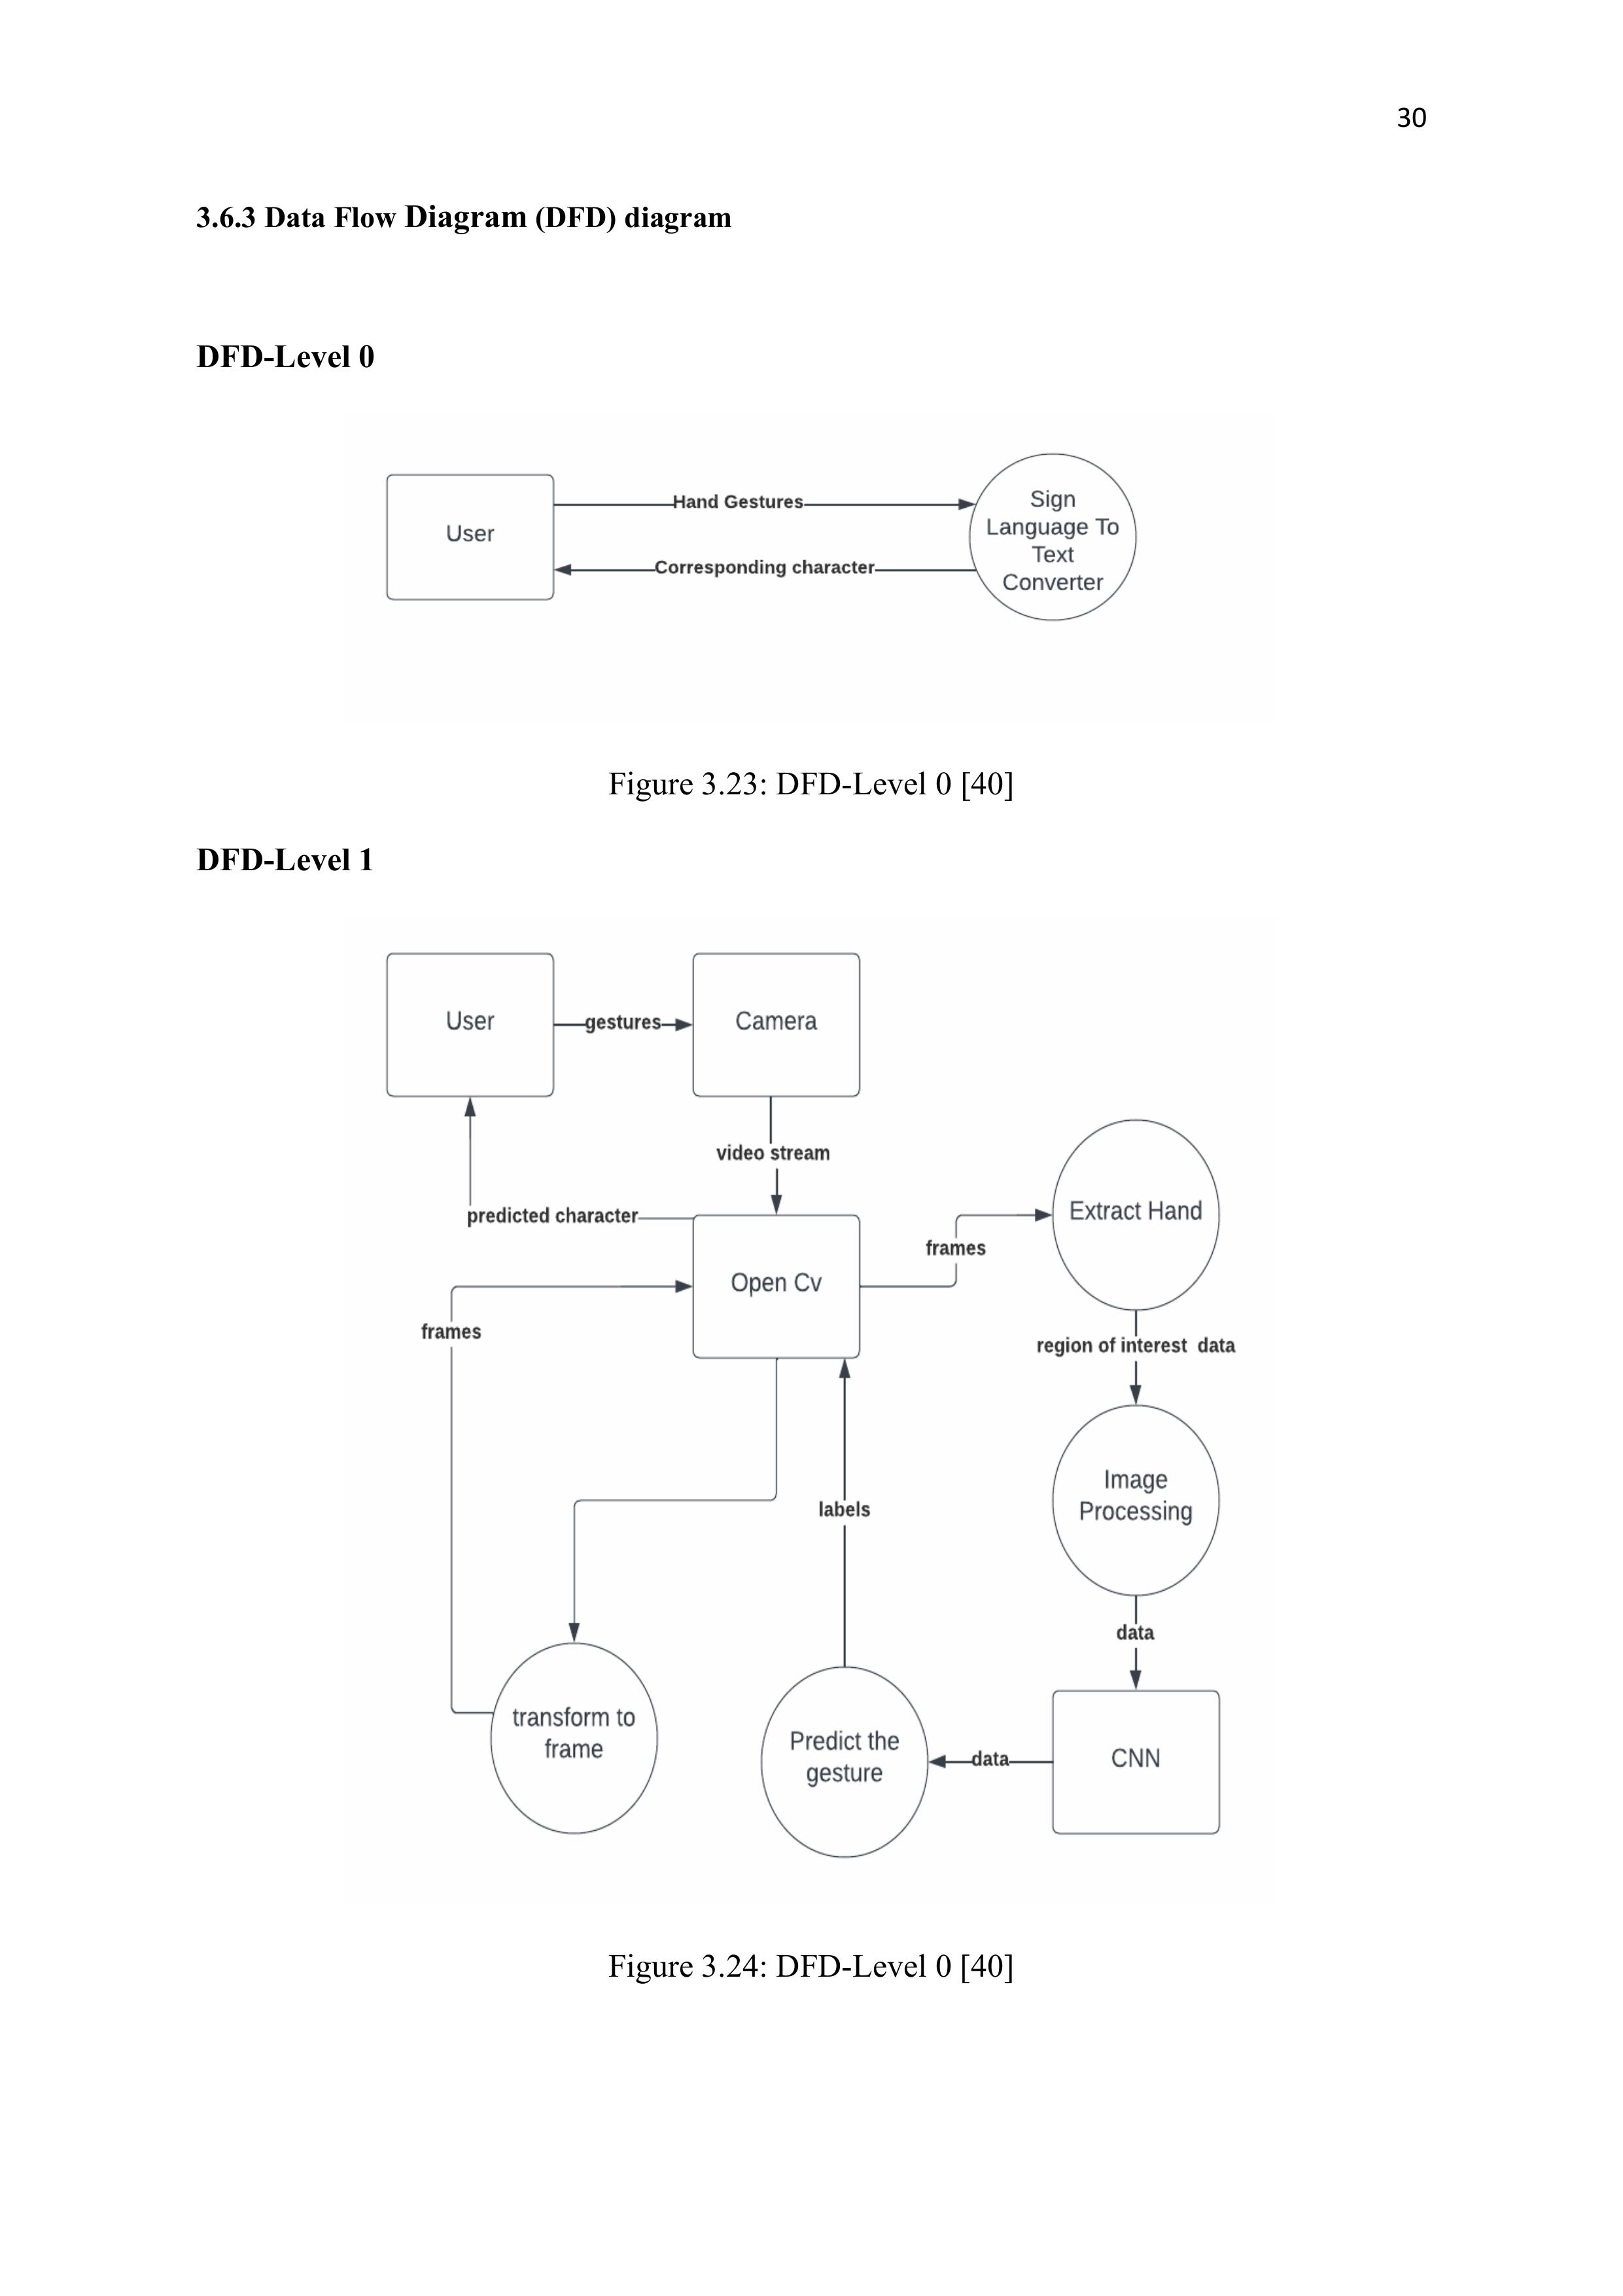 30
3.6.3 Data Flow Diagram (DFD) diagram
DFD-Level 0
User
Hand Gestures
Corresponding character
Sign
Language To
Text
Converter
Figure 3.23: DFD-Level 0 [40]
DFD-Level 1
User
gestures
Camera
video stream
predicted character
Open Cv
frames
Extract Hand
frames
region of interest  data
Image
Processing
labels
data
transform to
frame
Predict the
gesture
data
CNN
Figure 3.24: DFD-Level 0 [40]